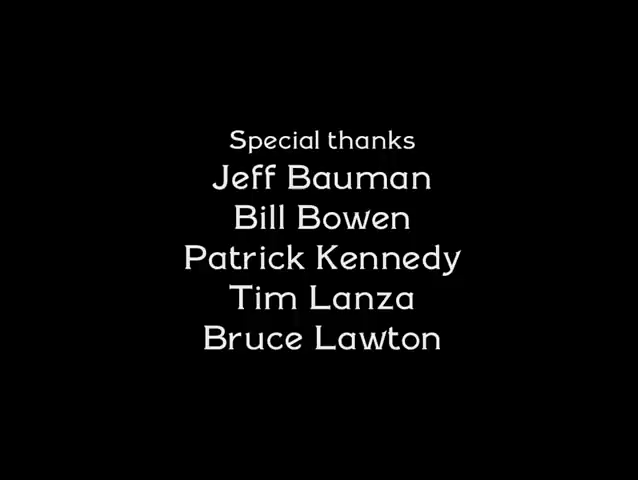 Special thanks
Jeff Bauman
Bill Bowen
Patrick Kennedy
Tim Lanza
Bruce Lawton